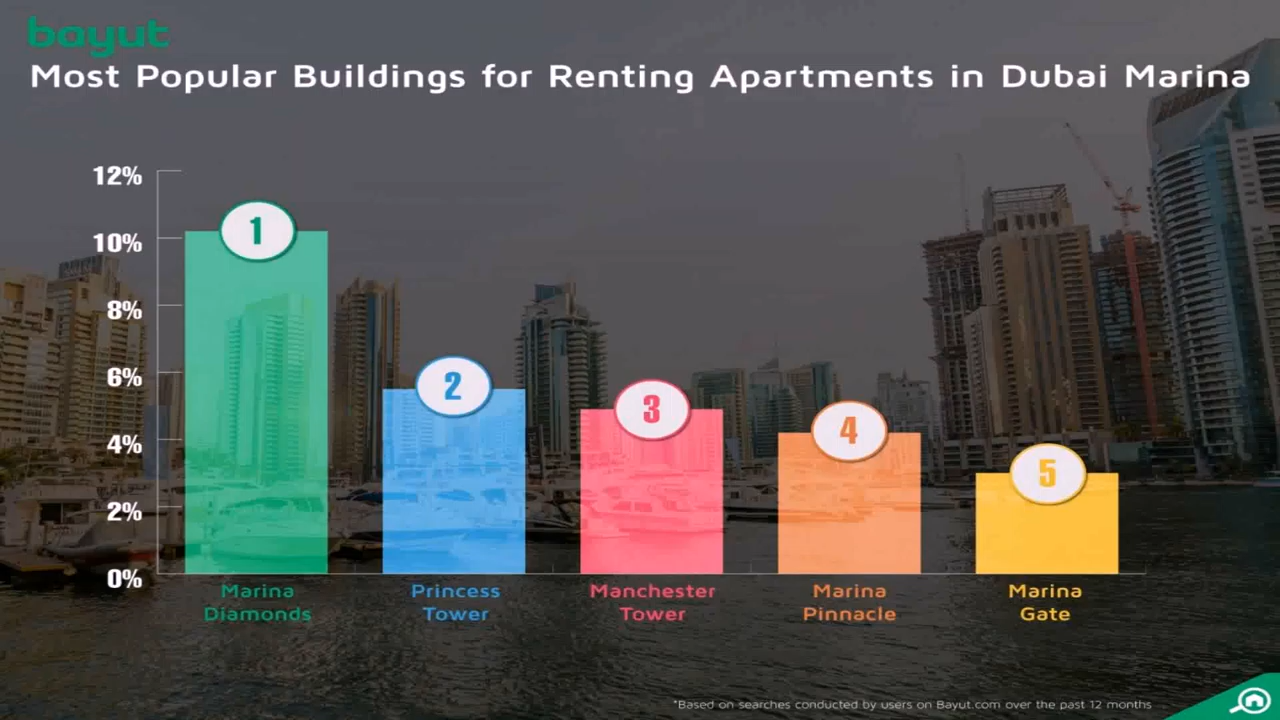 bayut
Most Popular Buildings for Renting Apartments in Dubai Marina
12%
10%
8%
6%
4%
2%
0%
1
2
3
4
5
Marina
Diamonds
Princess
Tower
Manchester
Tower
Marina
Pinnacle
Marina
Gate
*Based on searches conducted by users on Bayut.com over the past 12 months